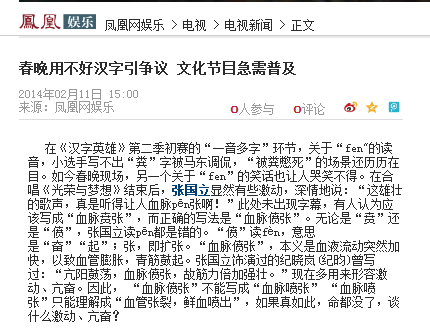 鳳凰 娱乐 凤凰网娱乐 > 电视 > 电视新闻 > 正文
春晚用不好汉字引争议 文化节目急需普及
2014年02月11日 15:00
来源：凤凰网娱乐
0人参与 0评论
在《汉字英雄》第二季初赛的“一音多字”环节，关于“fen"的读
音，小选手写不出“粪”字被马东调侃，“被粪憋死”的场景还历历在
目。如今春晚现场，另一个关于“fen”的笑话也让人哭笑不得。在合
唱《光荣与梦想》结束后，张国立显然有些激动，深情地说：“这雄壮
的歌声，真是听得让人血脉pēn张啊！”此处未出现字幕，有人认为应
该写成“血脉贲张”，而正确的写法是“血脉偾张”。无论是“贲”还
是“偾”，张国立读pēn都是错的。“偾”读fèn，意思
是“奋”“起”；张，即扩张。“血脉偾张”，本义是血液流动突然加
快，以致血管膨胀，青筋鼓起。张国立饰演过的纪晓岚(纪昀)曾写
过：“亢阳鼓荡，血脉偾张，故筋力倍加强壮。”现在多用来形容激
动、亢奋。因此，“血脉偾张”不能写成“血脉喷张”“血脉喷
张”只能理解成“血管张裂，鲜血喷出”，如果真如此，命都没了，谈
什么激动、亢奋？